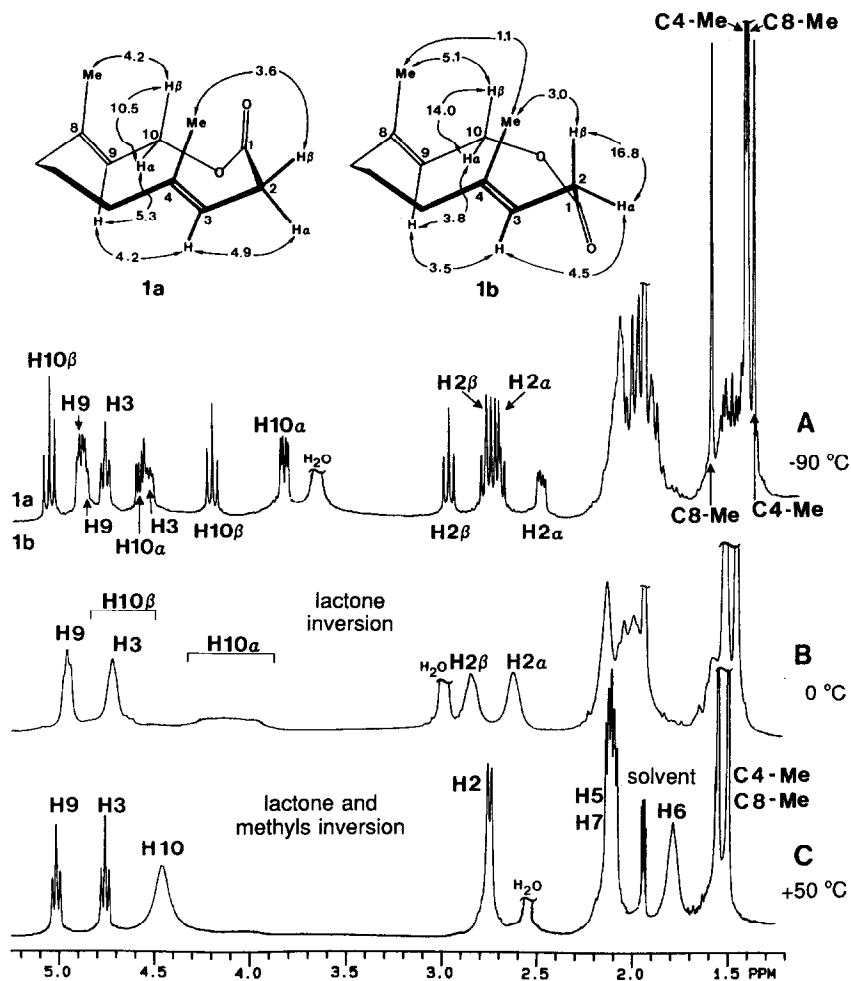 C4-Me C8-Me
4.2
3.6
Me
Hβ
10.5
Me
O
8
10
1
9
Hα
O
Hβ
2
4
3
H
5.3
Hα
H
4.2
4.9
1a
1.1
5.1
Me
Hβ
3.0
14.0
Me
10
Hβ
8
9
Hα
O
16.8
2
4
3
1
Hα
H
3.8
H
O
3.5
4.5
1b
H10β
H9
H3
H10α
H2β
H2α
A
-90 °C
H₂O
1a
1b
H9
H10α
H3
H10β
H2β
H2α
C8-Me
C4-Me
H10β
lactone
inversion
H9
H3
H10α
H₂O
H2β
H2α
B
0 °C
H9
H3
lactone and
methyls inversion
H10
H2
H₂O
H5
H7
solvent
H6
C4-Me
C8-Me
C
+50 °C
5.0 4.5 4.0 3.5 3.0 2.5 2.0 1.5 PPM